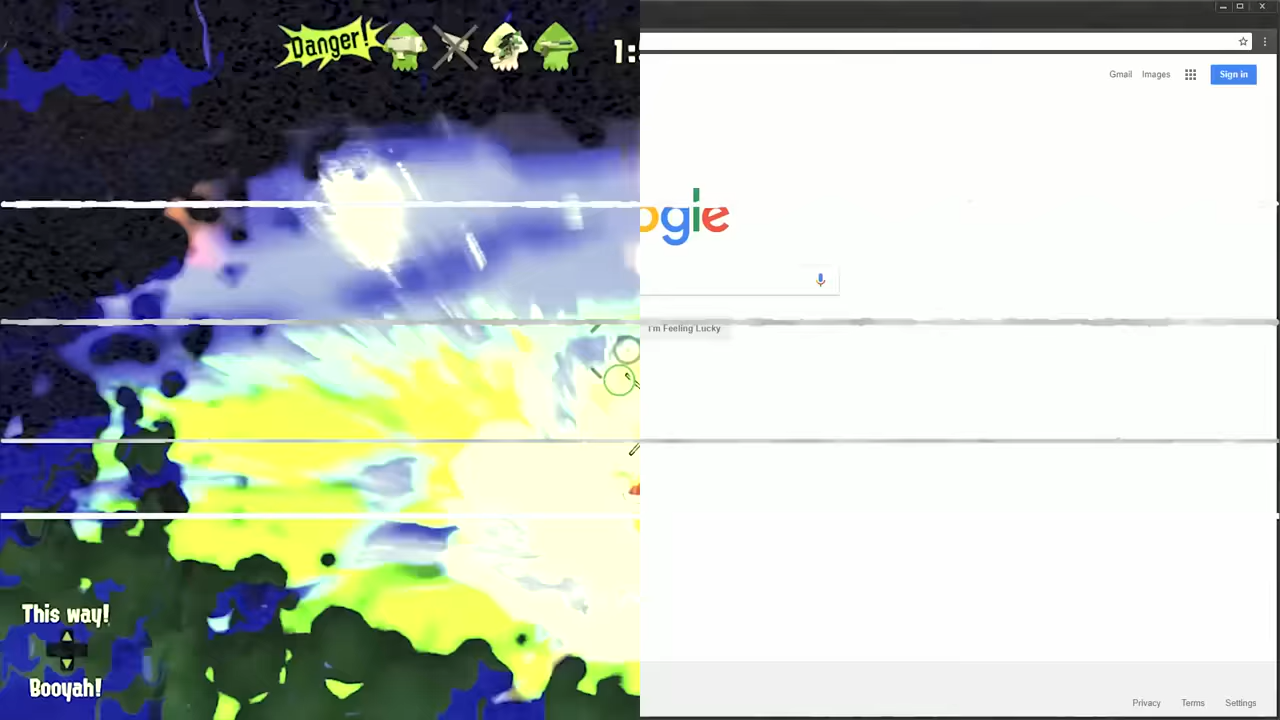 Danger!
1:
This way!
Booyah!
Gmail Images Sign in
ogle
I'm Feeling Lucky
Privacy Terms Settings